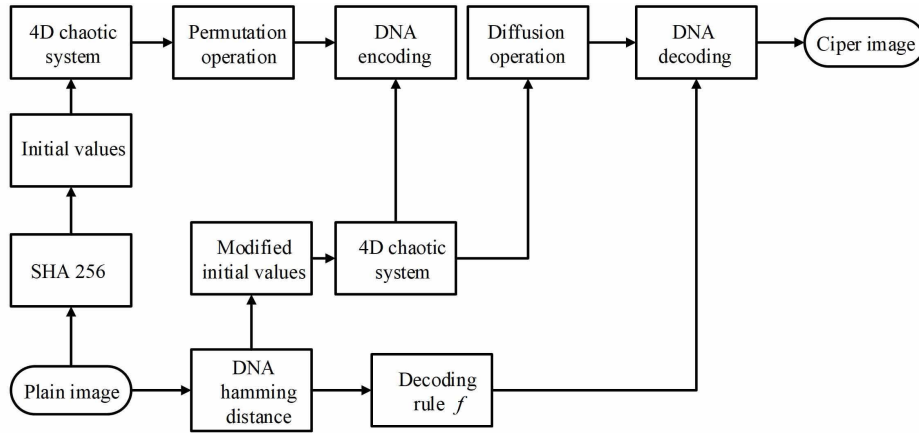 4D chaotic
system
Permutation
operation
DNA
encoding
Diffusion
operation
DNA
decoding
Ciper image
Initial values
SHA 256
Modified
initial values
4D chaotic
system
Plain image
DNA
hamming
distance
Decoding
rule f